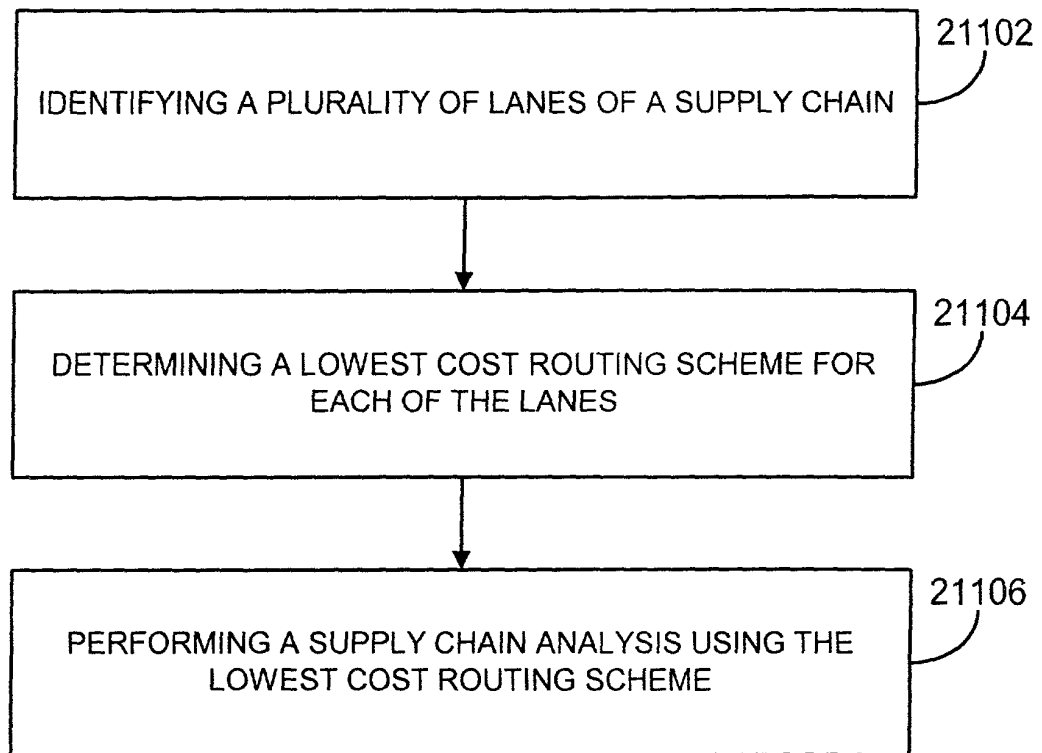 21102
IDENTIFYING A PLURALITY OF LANES OF A SUPPLY CHAIN
21104
DETERMINING A LOWEST COST ROUTING SCHEME FOR
EACH OF THE LANES
21106
PERFORMING A SUPPLY CHAIN ANALYSIS USING THE
LOWEST COST ROUTING SCHEME